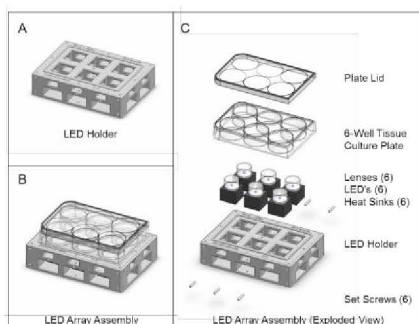 A
LED Holder
B
LED Array Assembly
C
Plate Lid
6-Well Tissue
Culture Plate
Lenses (6)
LED's (6)
Heat Sinks (6)
LED Holder
Set Screws (6)
LED Array Assembly (Exploded View)